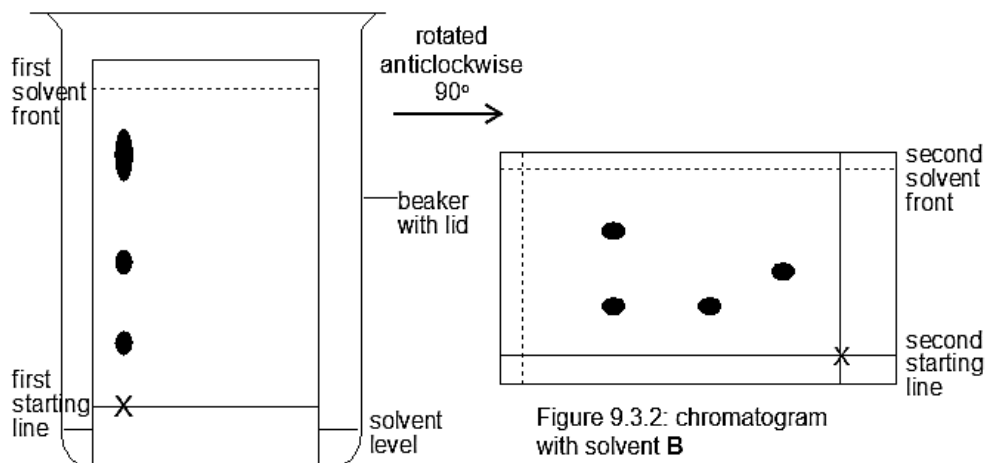 first
solvent
front
rotated
anticlockwise
90°
beaker
with lid
second
solvent
front
first
starting
line
X
solvent
level
X
second
starting
line
Figure 9.3.2: chromatogram
with solvent B